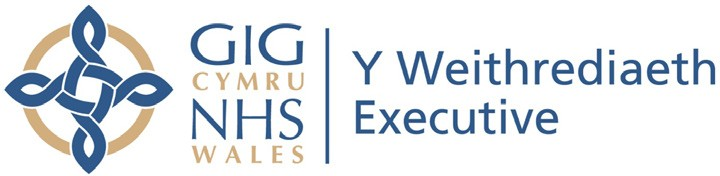 GIG
CYMRU
NHS
WALES
Y Weithrediaeth
Executive